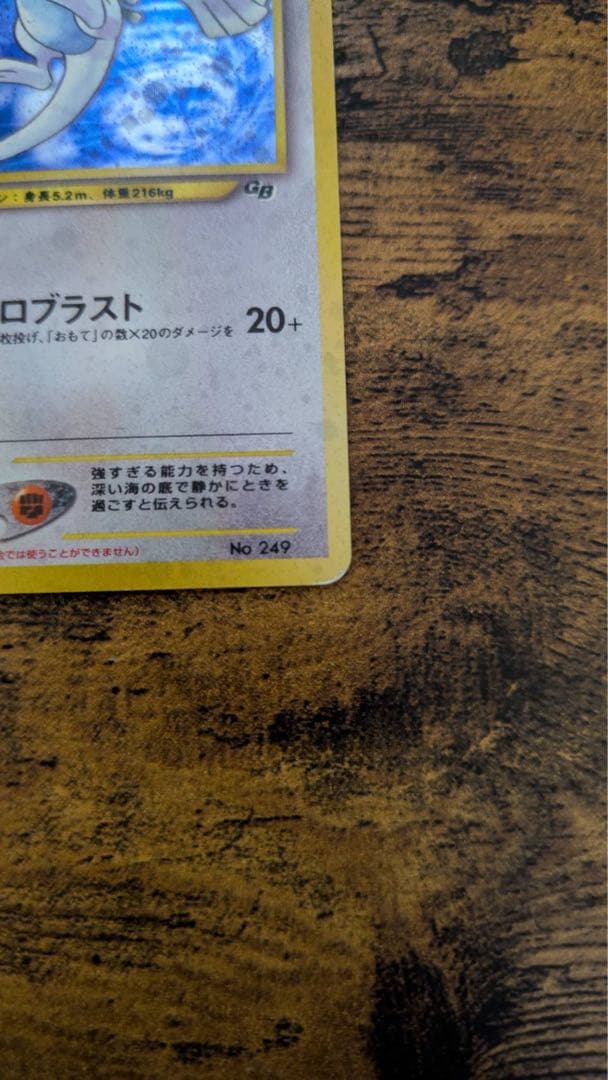 ン：身長5.2m、体重216kg
GB
ロブラスト 20+
枚投げ、「おもて」の数×20のダメージを
強すぎる能力を持つため、
深い海の底で静かにときを
過ごすと伝えられる。
では使うことができません）
No 249